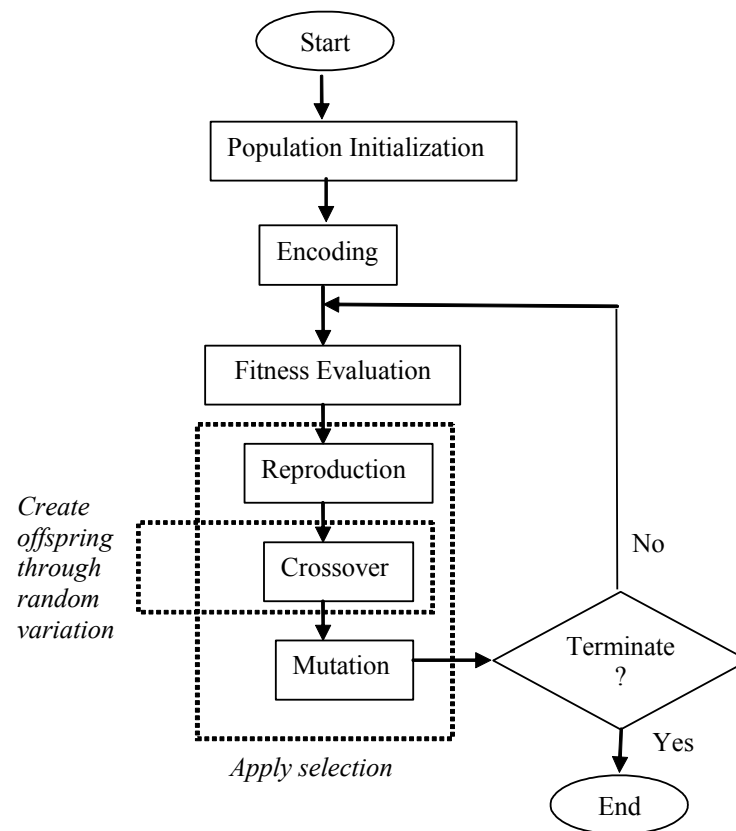 Start
Population Initialization
Encoding
Fitness Evaluation
Reproduction
Create
offspring
through
random
variation
Crossover
Mutation
Apply selection
Terminate
?
No
Yes
End